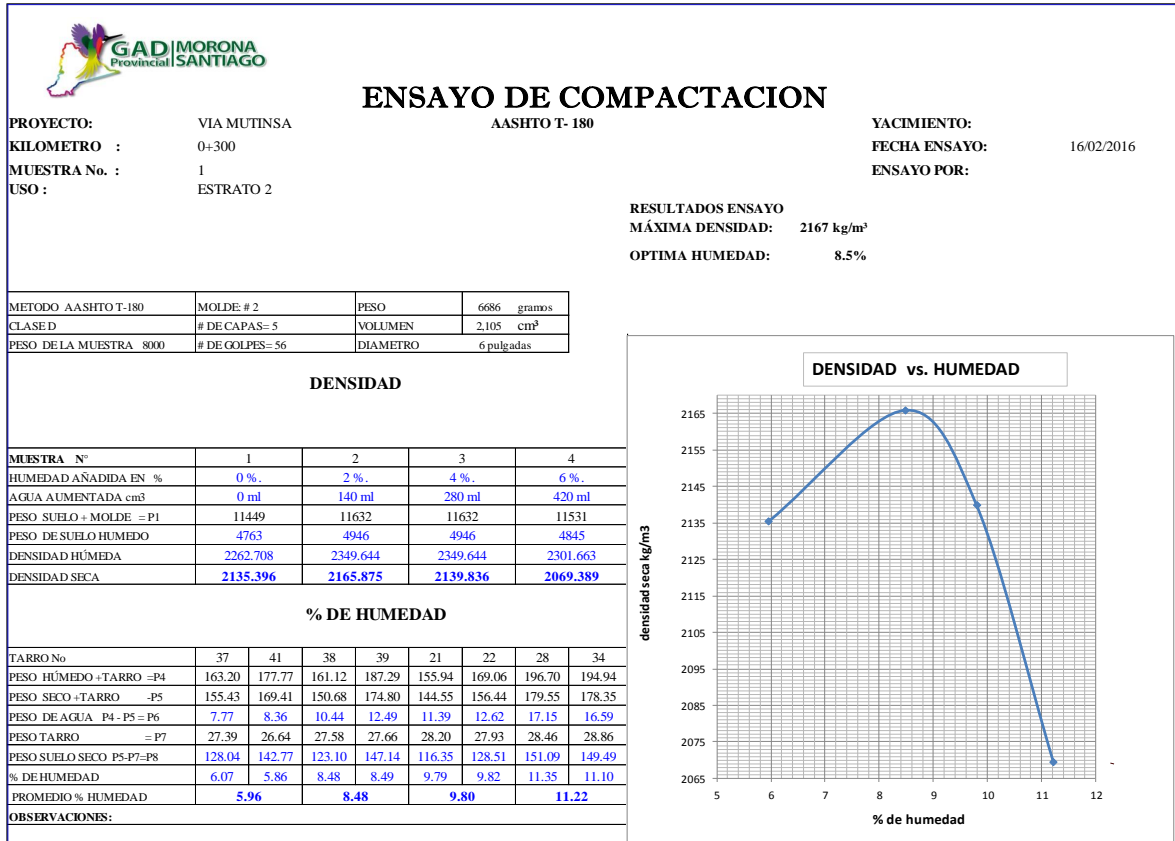 GAD MORONA
Provincial SANTIAGO
ENSAYO DE COMPACTACION
PROYECTO: VIA MUTINSA AASHTO T- 180 YACIMIENTO:
KILOMETRO : 0+300 FECHA ENSAYO: 16/02/2016
MUESTRA No. : 1 ENSAYO POR:
USO : ESTRATO 2
RESULTADOS ENSAYO
MÁXIMA DENSIDAD: 2167 kg/m³
OPTIMA HUMEDAD: 8.5%
METODO AASHTO T-180 MOLDE: # 2 PESO 6686 gramos
CLASE D # DE CAPAS= 5 VOLUMEN 2,105 cm³
PESO DE LA MUESTRA 8000 # DE GOLPES= 56 DIAMETRO 6 pulgadas
DENSIDAD
MUESTRA N° 1 2 3 4
HUMEDAD AÑADIDA EN % 0 %. 2 %. 4 %. 6 %.
AGUA AUMENTADA cm3 0 ml 140 ml 280 ml 420 ml
PESO SUELO + MOLDE = P1 11449 11632 11632 11531
PESO DE SUELO HUMEDO 4763 4946 4946 4845
DENSIDAD HÚMEDA 2262.708 2349.644 2349.644 2301.663
DENSIDAD SECA 2135.396 2165.875 2139.836 2069.389
% DE HUMEDAD
TARRO No 37 41 38 39 21 22 28 34
PESO HÚMEDO +TARRO =P4 163.20 177.77 161.12 187.29 155.94 169.06 196.70 194.94
PESO SECO +TARRO -P5 155.43 169.41 150.68 174.80 144.55 156.44 179.55 178.35
PESO DE AGUA P4 - P5 = P6 7.77 8.36 10.44 12.49 11.39 12.62 17.15 16.59
PESO TARRO = P7 27.39 26.64 27.58 27.66 28.20 27.93 28.46 28.86
PESO SUELO SECO P5-P7=P8 128.04 142.77 123.10 147.14 116.35 128.51 151.09 149.49
% DE HUMEDAD 6.07 5.86 8.48 8.49 9.79 9.82 11.35 11.10
PROMEDIO % HUMEDAD 5.96 8.48 9.80 11.22
OBSERVACIONES:
DENSIDAD vs. HUMEDAD
densidad seca kg/m3
2165
2155
2145
2135
2125
2115
2105
2095
2085
2075
2065
5 6 7 8 9 10 11 12
% de humedad